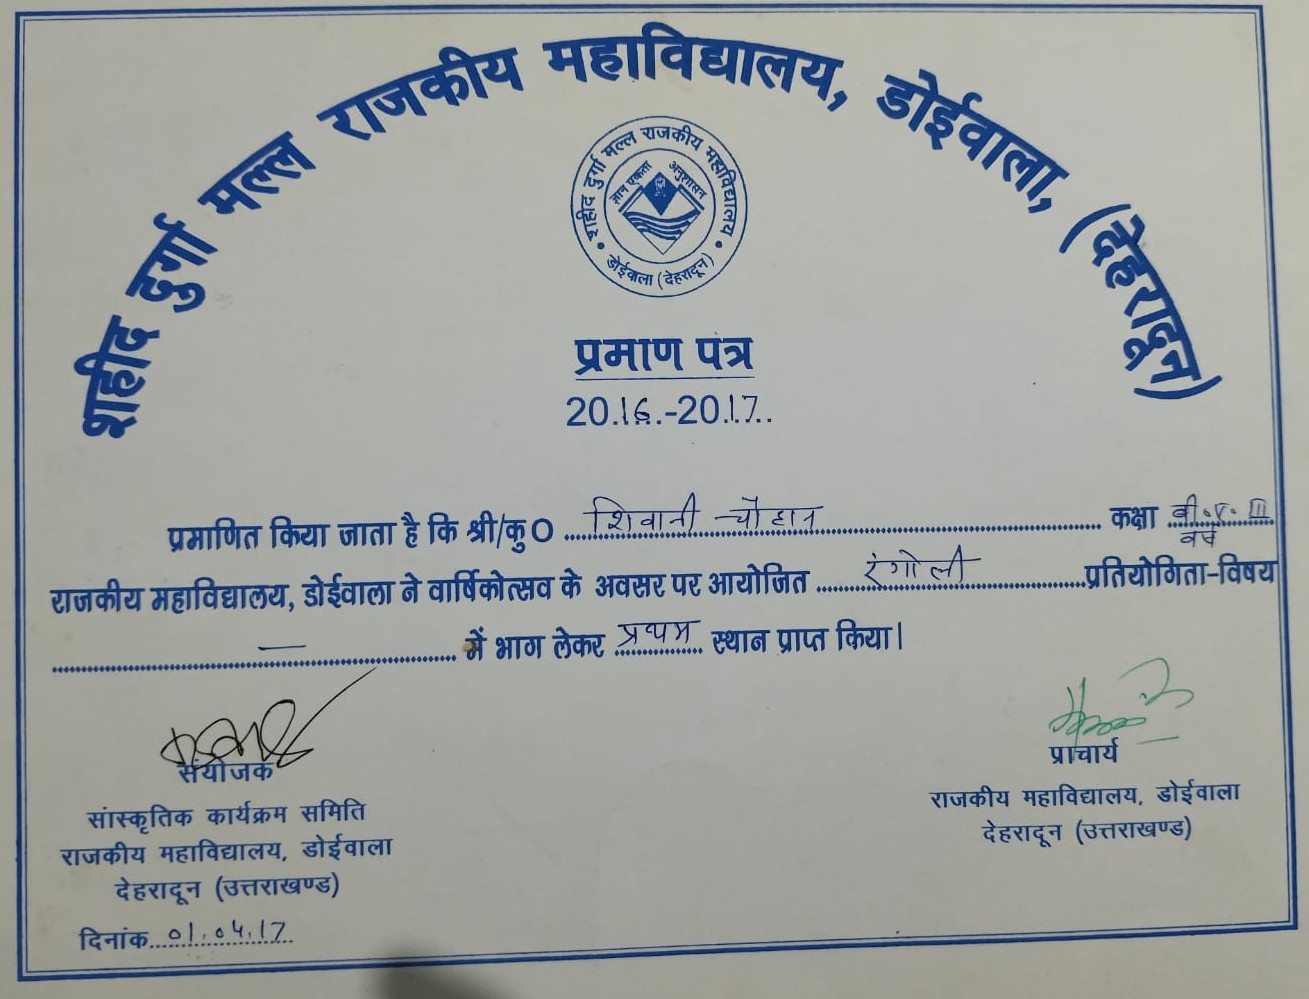 शहीद दुर्गा मल्ल राजकीय महाविद्यालय, डोईवाला, (देहरादून)
शहीद दुर्गा मल्ल राजकीय महाविद्यालय
ज्ञान एकता अनुशासन
डोईवाला (देहरादून)
प्रमाण पत्र
20.16.-20.17..
प्रमाणित किया जाता है कि श्री/कु० शिवानी चौहान कक्षा बी.ए. III
वर्ष
राजकीय महाविद्यालय, डोईवाला ने वार्षिकोत्सव के अवसर पर आयोजित रंगोली प्रतियोगिता-विषय
— में भाग लेकर प्रथम स्थान प्राप्त किया।
संयोजक
सांस्कृतिक कार्यक्रम समिति
राजकीय महाविद्यालय, डोईवाला
देहरादून (उत्तराखण्ड)
दिनांक 01.04.17
प्राचार्य
राजकीय महाविद्यालय, डोईवाला
देहरादून (उत्तराखण्ड)